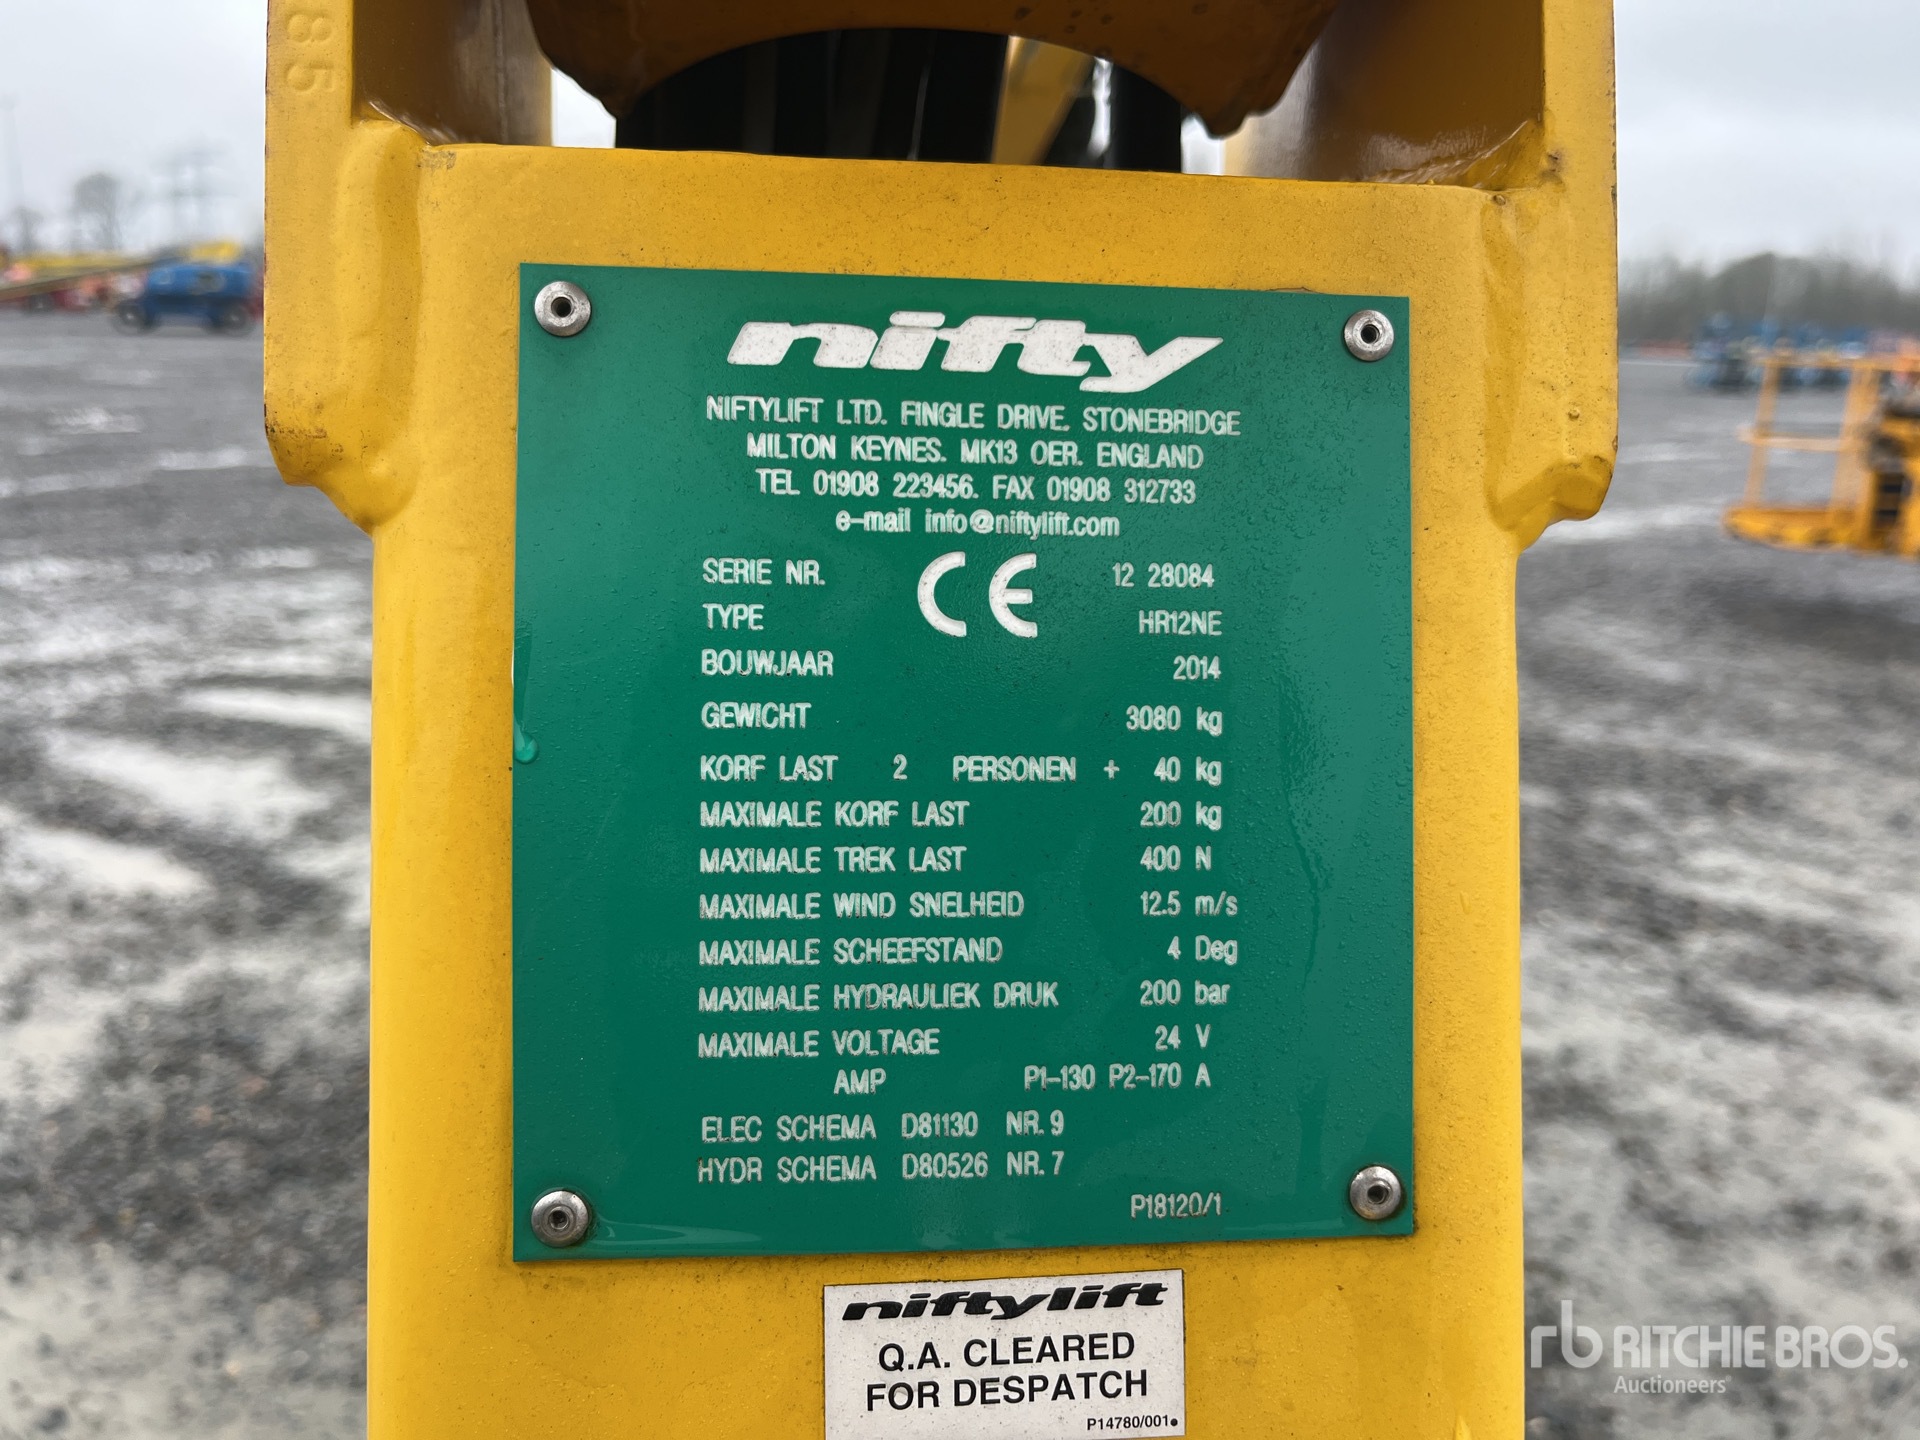 85
nifty
NIFTYLIFT LTD. FINGLE DRIVE. STONEBRIDGE
MILTON KEYNES. MK13 OER. ENGLAND
TEL 01908 223456. FAX 01908 312733
e-mail info@niftylift.com
SERIE NR. CE 12 28084
TYPE HR12NE
BOUWJAAR 2014
GEWICHT 3080 kg
KORF LAST 2 PERSONEN + 40 kg
MAXIMALE KORF LAST 200 kg
MAXIMALE TREK LAST 400 N
MAXIMALE WIND SNELHEID 12.5 m/s
MAXIMALE SCHEEFSTAND 4 Deg
MAXIMALE HYDRAULIEK DRUK 200 bar
MAXIMALE VOLTAGE 24 V
AMP P1-130 P2-170 A
ELEC SCHEMA D81130 NR. 9
HYDR SCHEMA D80526 NR. 7
P18120/1
niftylift
Q.A. CLEARED
FOR DESPATCH
P14780/001
rb RITCHIE BROS.
Auctioneers